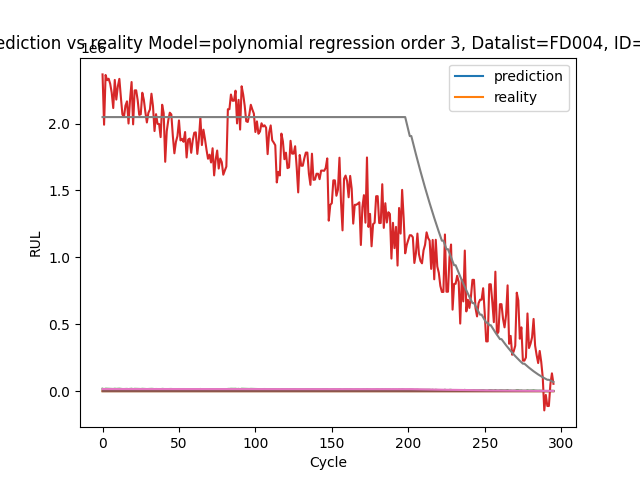 ediction vs reality Model=polynomial regression order 3, Datalist=FD004, ID=
1e6
prediction
reality
2.0
1.5
1.0
0.5
0.0
RUL
0 50 100 150 200 250 300
Cycle